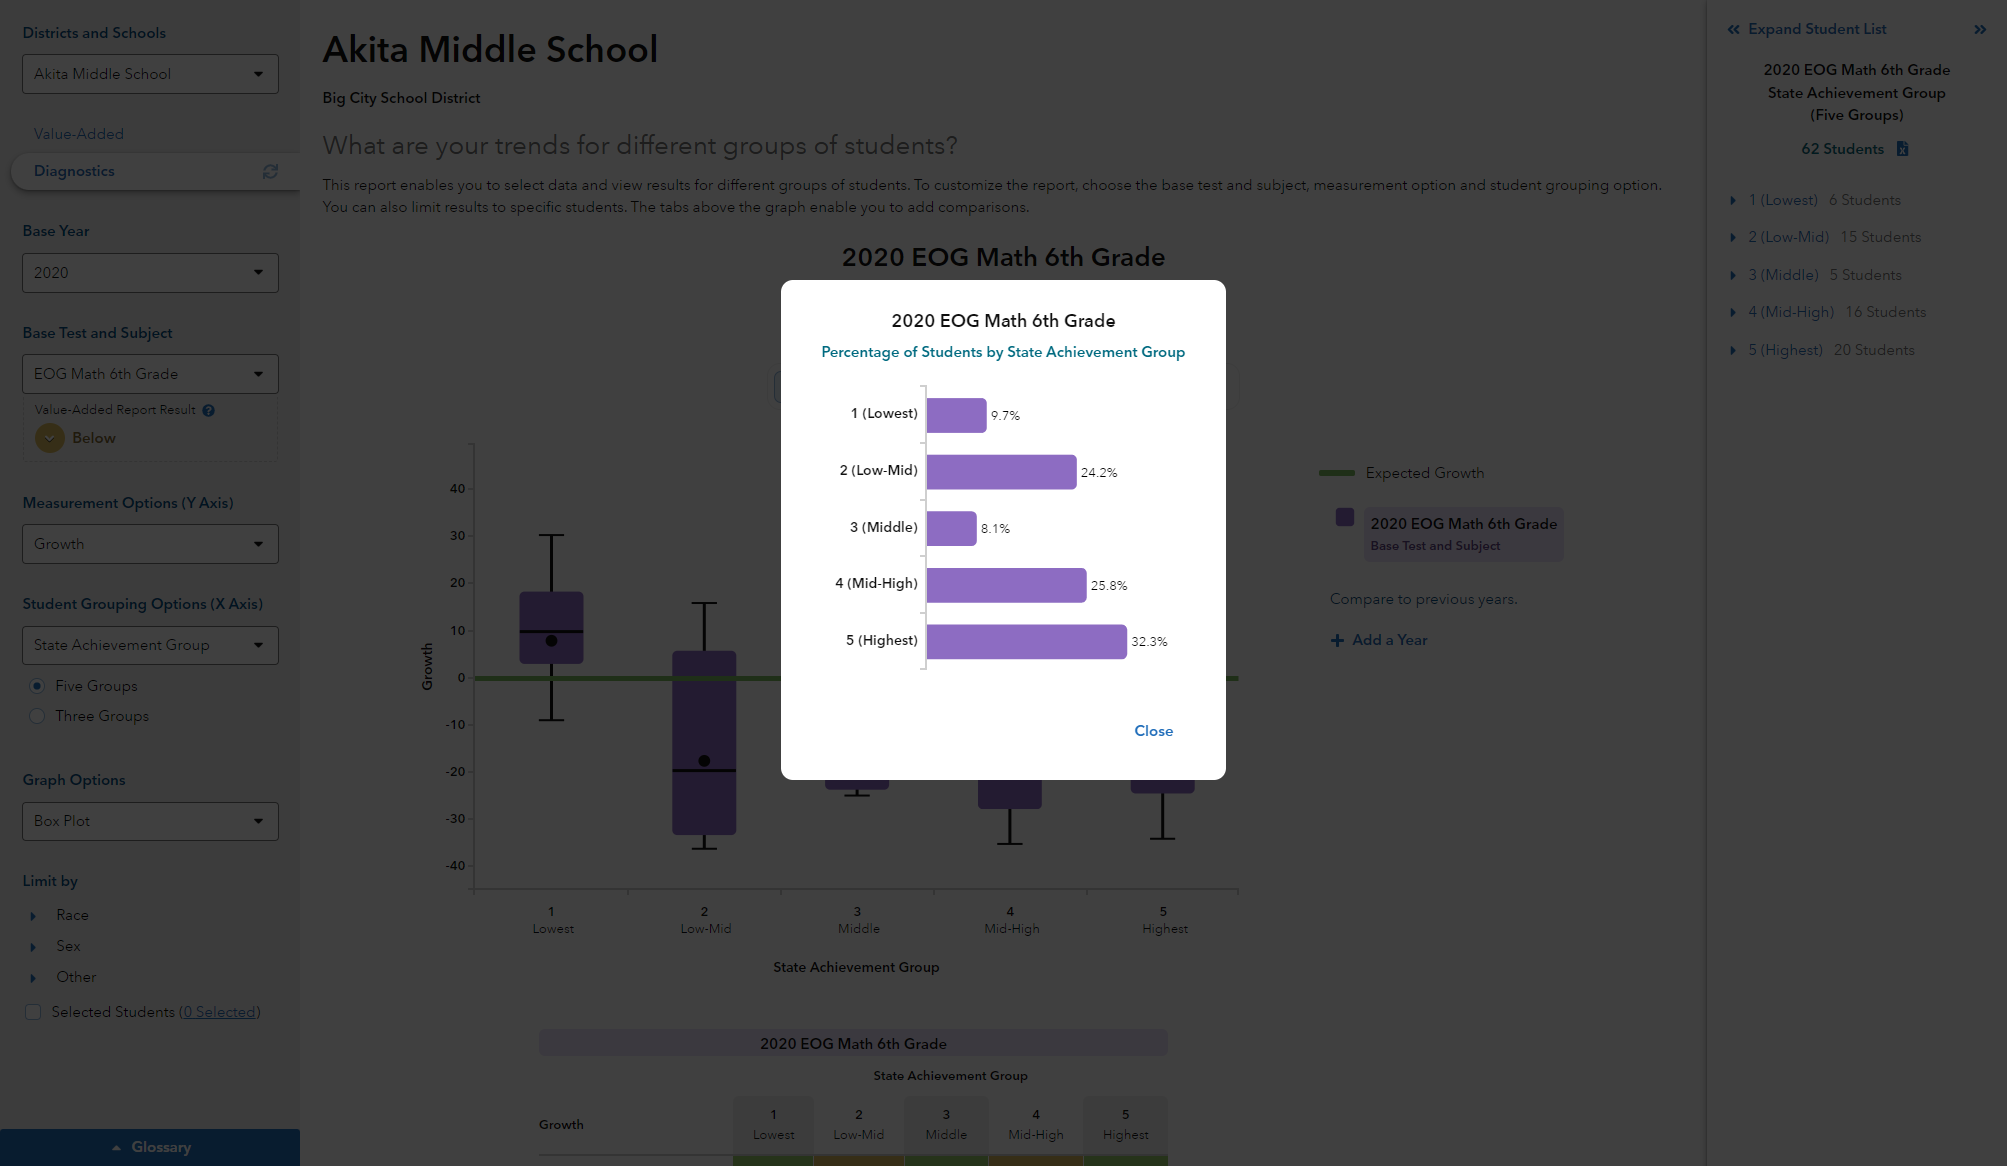 Districts and Schools
Akita Middle School
Value-Added
Diagnostics
Base Year
2020
Base Test and Subject
EOG Math 6th Grade
Value-Added Report Result ?
Below
Measurement Options (Y Axis)
Growth
Student Grouping Options (X Axis)
State Achievement Group
Five Groups
Three Groups
Graph Options
Box Plot
Limit by
Race
Sex
Other
Selected Students (0 Selected)
Glossary
Akita Middle School
Big City School District
What are your trends for different groups of students?
This report enables you to select data and view results for different groups of students. To customize the report, choose the base test and subject, measurement option and student grouping option.
You can also limit results to specific students. The tabs above the graph enable you to add comparisons.
2020 EOG Math 6th Grade
2020 EOG Math 6th Grade
Percentage of Students by State Achievement Group
1 (Lowest) 9.7%
2 (Low-Mid) 24.2%
3 (Middle) 8.1%
4 (Mid-High) 25.8%
5 (Highest) 32.3%
Close
Growth
40
30
20
10
0
-10
-20
-30
-40
1 2 3 4 5
Lowest Low-Mid Middle Mid-High Highest
State Achievement Group
Expected Growth
2020 EOG Math 6th Grade
Base Test and Subject
Compare to previous years.
Add a Year
2020 EOG Math 6th Grade
State Achievement Group
1 2 3 4 5
Growth
Lowest Low-Mid Middle Mid-High Highest
Expand Student List
2020 EOG Math 6th Grade
State Achievement Group
(Five Groups)
62 Students
1 (Lowest) 6 Students
2 (Low-Mid) 15 Students
3 (Middle) 5 Students
4 (Mid-High) 16 Students
5 (Highest) 20 Students